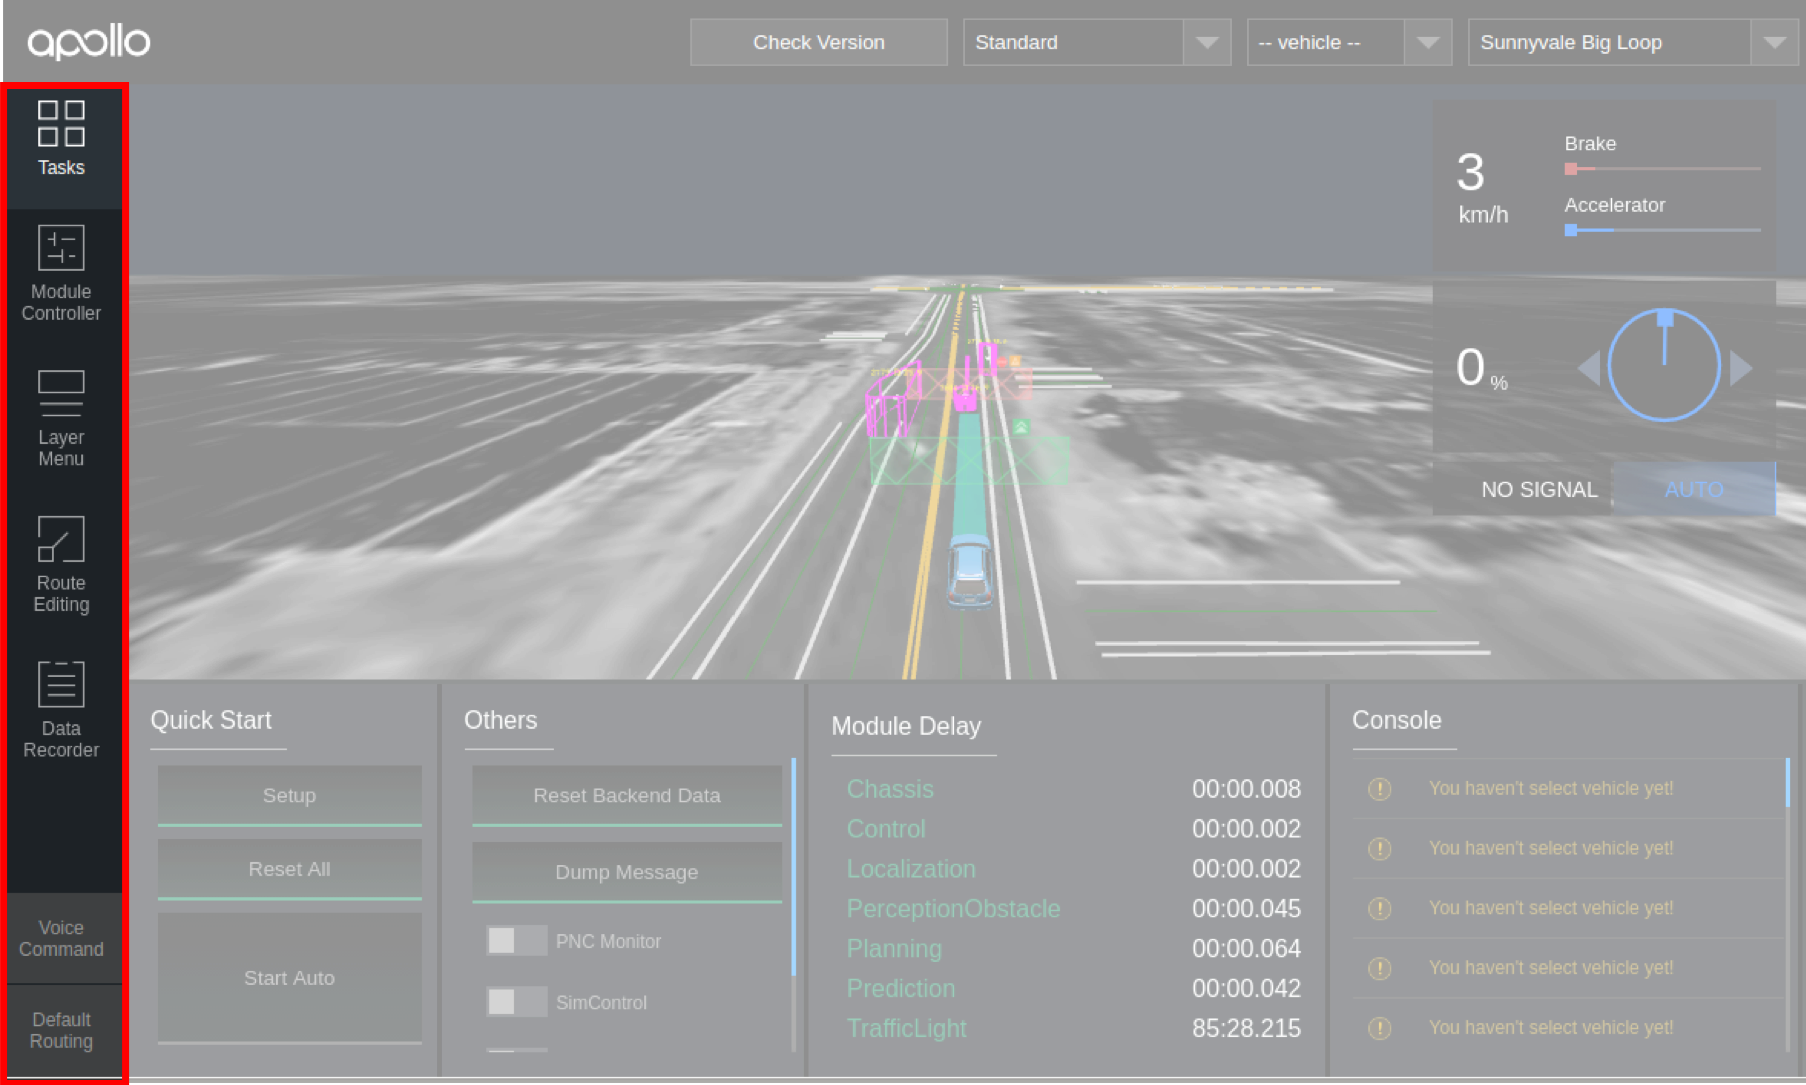 apollo
Check Version
Standard
-- vehicle --
Sunnyvale Big Loop
Tasks
Module
Controller
Layer
Menu
Route
Editing
Data
Recorder
Voice
Command
Default
Routing
3
km/h
Brake
Accelerator
0 %
NO SIGNAL
AUTO
Quick Start
Setup
Reset All
Start Auto
Others
Reset Backend Data
Dump Message
PNC Monitor
SimControl
Module Delay
Chassis 00:00.008
Control 00:00.002
Localization 00:00.002
PerceptionObstacle 00:00.045
Planning 00:00.064
Prediction 00:00.042
TrafficLight 85:28.215
Console
You haven't select vehicle yet!
You haven't select vehicle yet!
You haven't select vehicle yet!
You haven't select vehicle yet!
You haven't select vehicle yet!